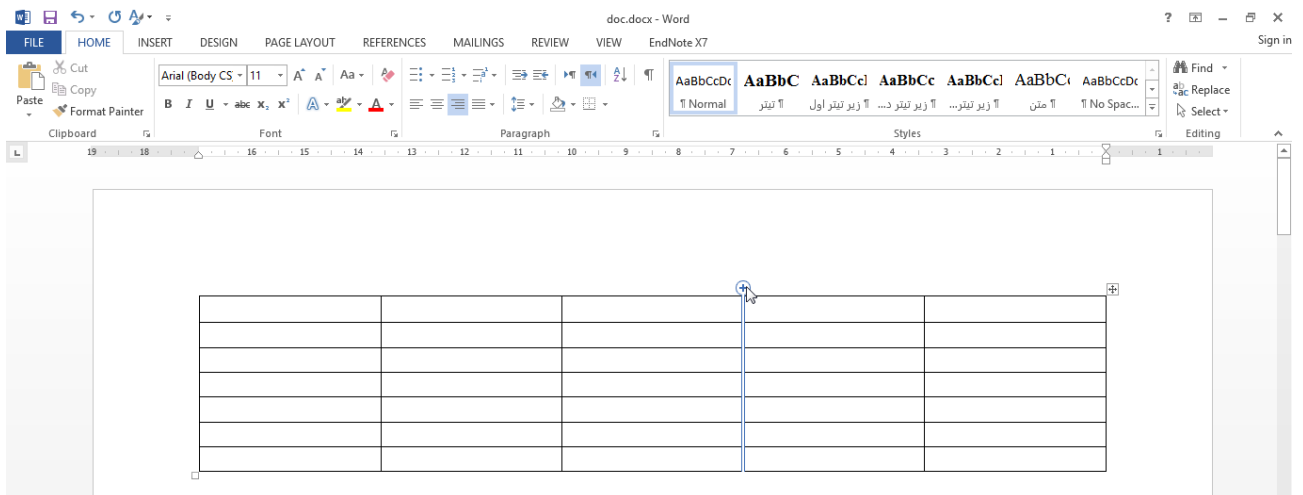 doc.docx - Word
FILE HOME INSERT DESIGN PAGE LAYOUT REFERENCES MAILINGS REVIEW VIEW EndNote X7 Sign in
Paste
Cut
Copy
Format Painter
Clipboard
Arial (Body CS 11
B I U abc x₂ x²
Font
Paragraph
AaBbCcDc AaBbC AaBbCcl AaBbCc AaBbCcl AaBbCc AaBbCcDc
¶ Normal
¶ تیتر
¶ زیر تیتر اول
¶ زیر تیتر د...
¶ زیر تیتر...
¶ متن
¶ No Spac...
Styles
Find
Replace
Select
Editing
19 18 16 15 14 13 12 11 10 9 8 7 6 5 4 3 2 1 1